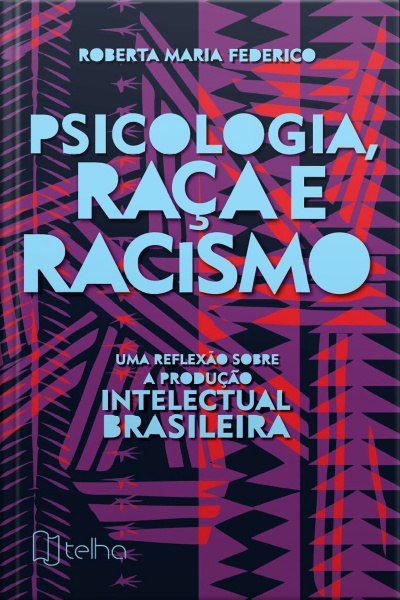 ROBERTA MARIA FEDERICO
PSICOLOGIA,
RAÇA E
RACISMO
UMA REFLEXÃO SOBRE
A PRODUÇÃO
INTELECTUAL
BRASILEIRA
telha